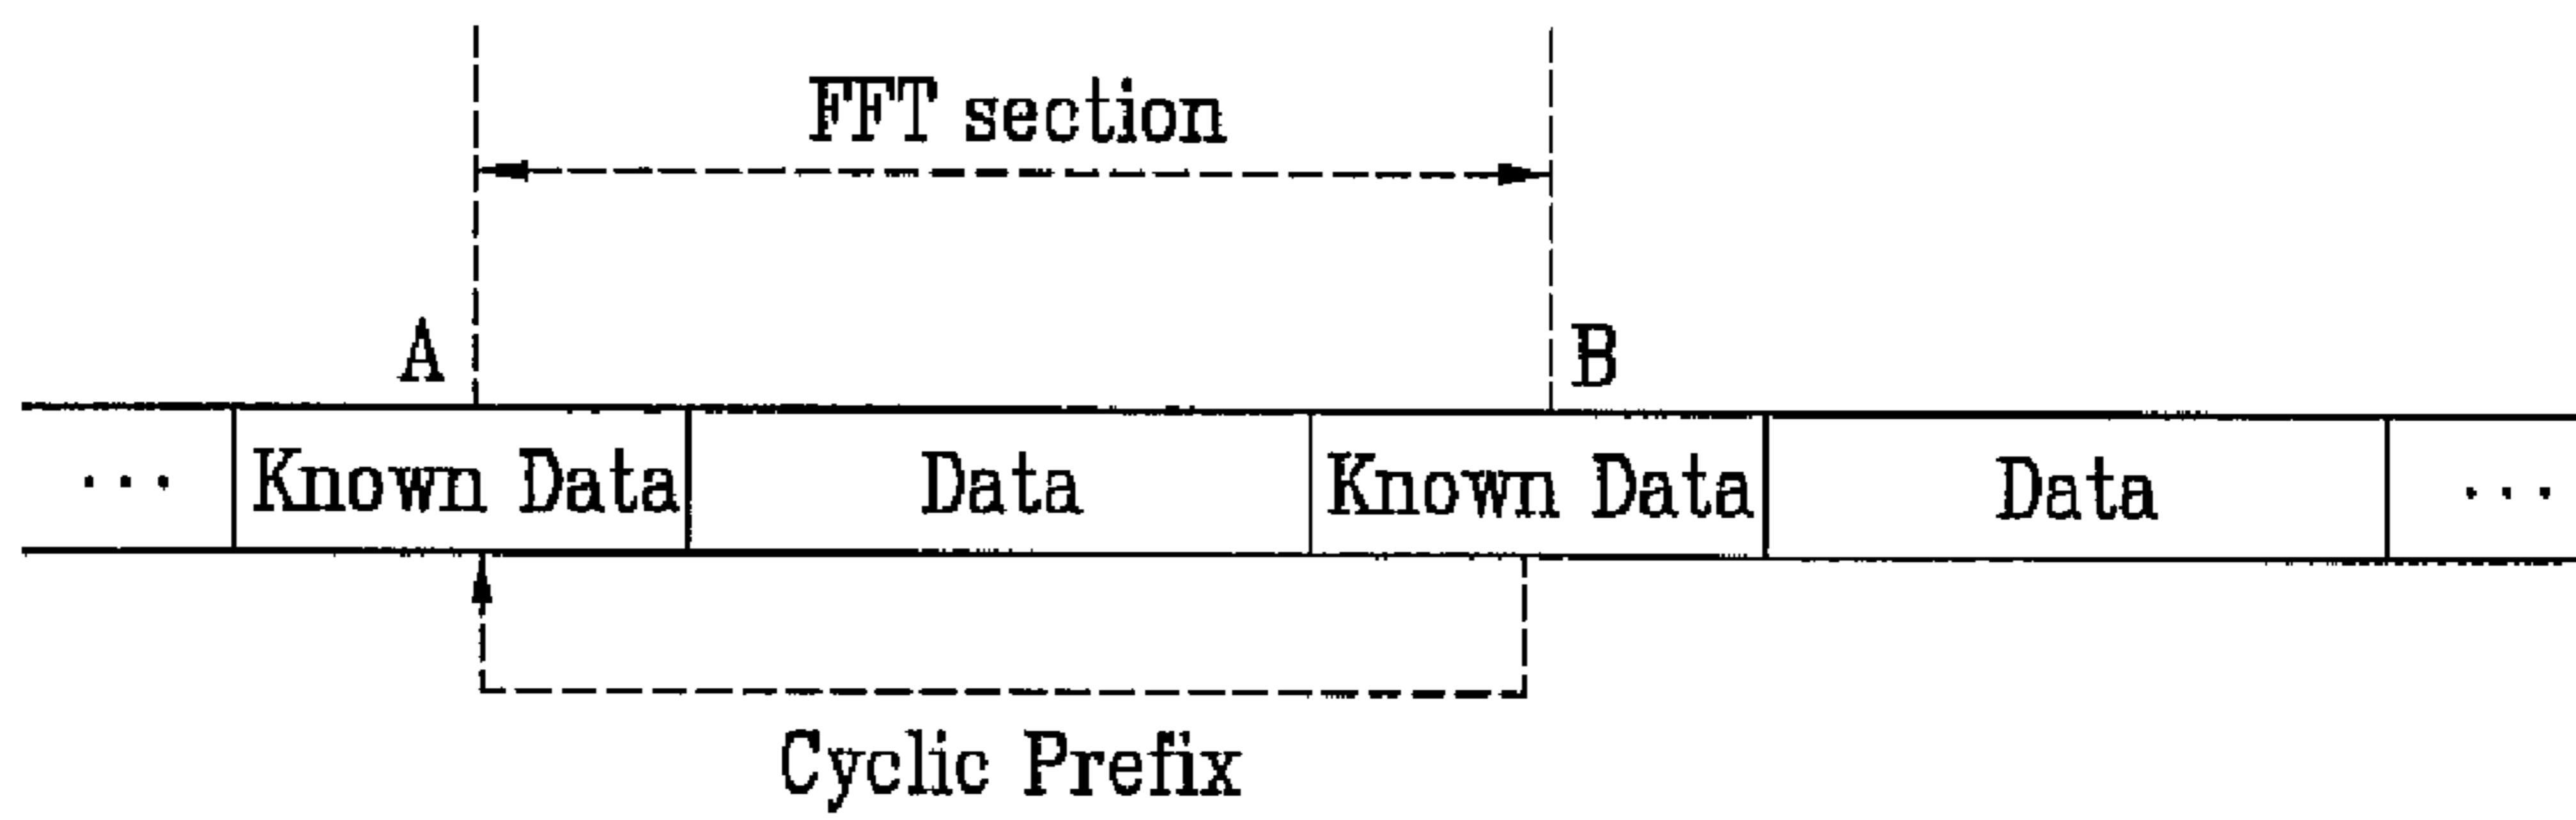 FFT section
A B
... Known Data Data Known Data Data ...
Cyclic Prefix